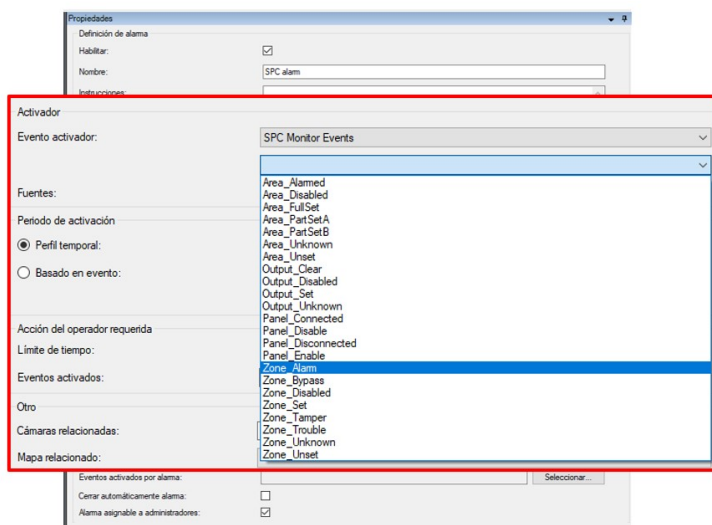 Propiedades
Definición de alarma
Habilitar:
Nombre: SPC alarm
Instrucciones:
Activador
Evento activador: SPC Monitor Events
Fuentes:
Periodo de activación
Perfil temporal:
Basado en evento:
Acción del operador requerida
Límite de tiempo:
Eventos activados:
Otro
Cámaras relacionadas:
Mapa relacionado:
Area_Alarmed
Area_Disabled
Area_FullSet
Area_PartSetA
Area_PartSetB
Area_Unknown
Area_Unset
Output_Clear
Output_Disabled
Output_Set
Output_Unknown
Panel_Connected
Panel_Disable
Panel_Disconnected
Panel_Enable
Zone_Alarm
Zone_Bypass
Zone_Disabled
Zone_Set
Zone_Tamper
Zone_Trouble
Zone_Unknown
Zone_Unset
Eventos activados por alarma: Seleccionar...
Cerrar automáticamente alarma:
Alarma asignable a administradores: